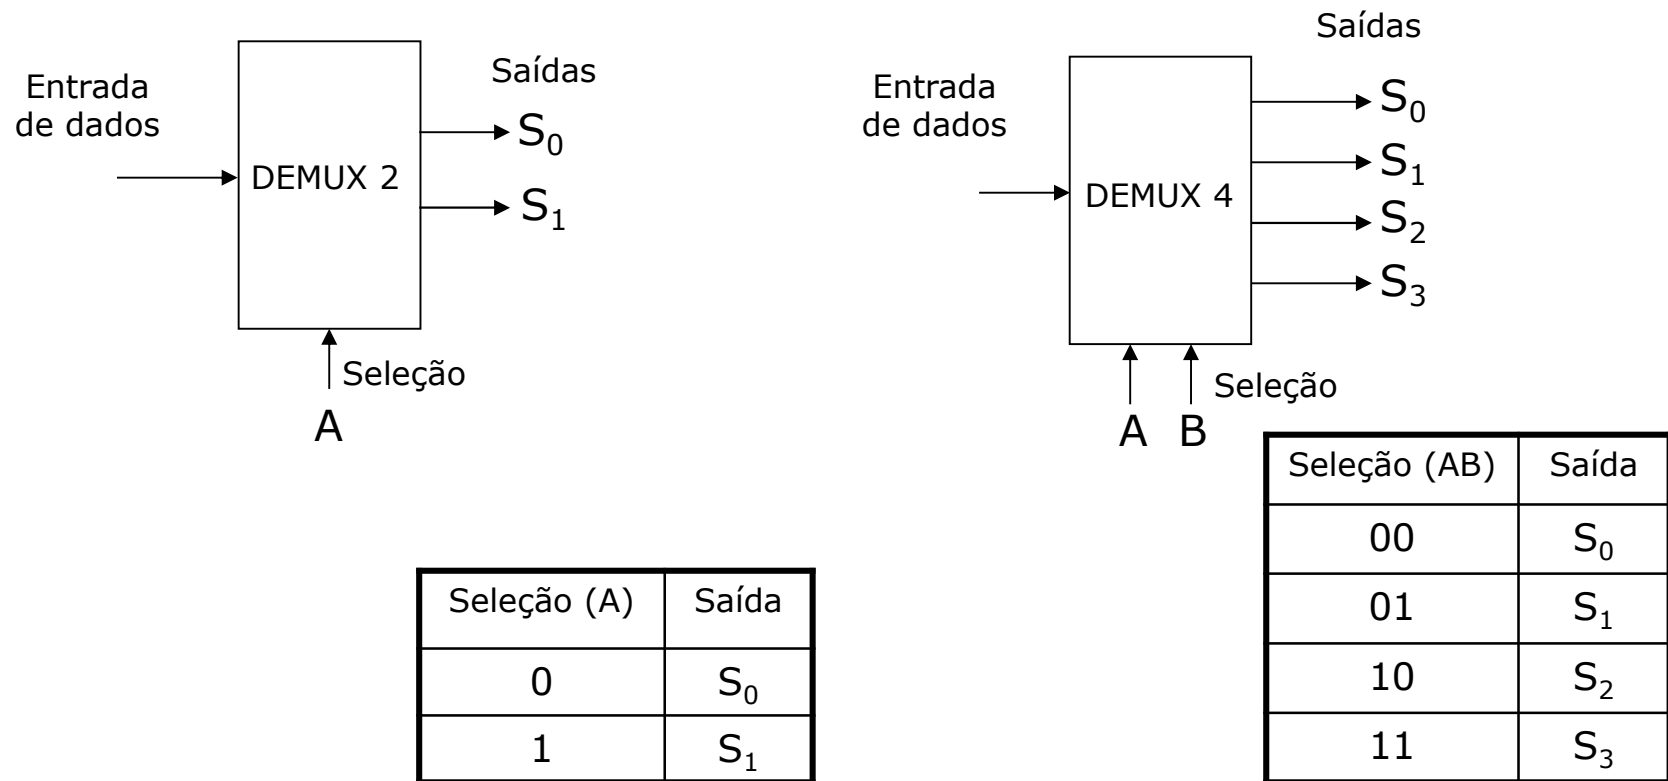 Entrada
de dados
DEMUX 2
Saídas
S₀
S₁
Seleção
A
Entrada
de dados
DEMUX 4
Saídas
S₀
S₁
S₂
S₃
Seleção
A B
Seleção (A) Saída
0 S₀
1 S₁
Seleção (AB) Saída
00 S₀
01 S₁
10 S₂
11 S₃